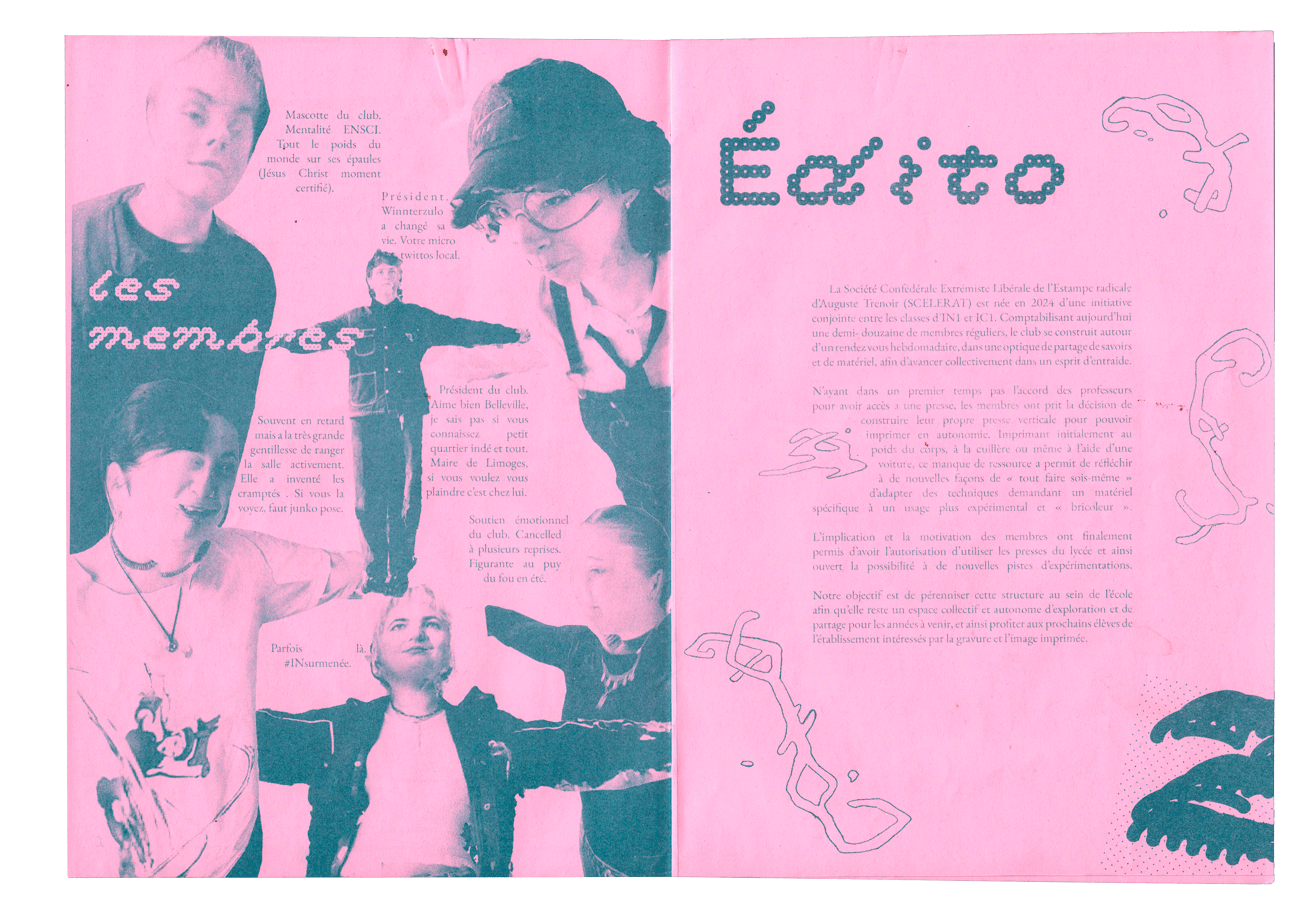 les
membres
Mascotte du club.
Mentalité ENSCI.
Tout le poids du
monde sur ses épaules
(Jésus Christ moment
certifié).
Président.
Winnterzulo
a changé sa
vie. Votre micro
twittos local.
Président du club.
Aime bien Belleville,
je sais pas si vous
connaissez petit
quartier indé et tout.
Maire de Limoges,
si vous voulez vous
plaindre c'est chez lui.
Souvent en retard
mais a la très grande
gentillesse de ranger
la salle activement.
Elle a inventé les
cramptés . Si vous la
voyez, faut junko pose.
Soutien émotionnel
du club. Cancelled
à plusieurs reprises.
Figurante au puy
du fou en été.
Parfois là.
#INsurmenée.
Édito
La Société Confédérale Extrémiste Libérale de l'Estampe radicale
d'Auguste Trenoir (SCELERAT) est née en 2024 d'une initiative
conjointe entre les classes d'IN1 et IC1. Comptabilisant aujourd'hui
une demi- douzaine de membres réguliers, le club se construit autour
d'un rendez vous hebdomadaire, dans une optique de partage de savoirs
et de matériel, afin d'avancer collectivement dans un esprit d'entraide.
N'ayant dans un premier temps pas l'accord des professeurs
pour avoir accès a une presse, les membres ont prit la décision de
construire leur propre presse verticale pour pouvoir
imprimer en autonomie. Imprimant initialement au
poids du corps, à la cuillère ou même à l'aide d'une
voiture, ce manque de ressource a permit de réfléchir
à de nouvelles façons de « tout faire sois-même »
d'adapter des techniques demandant un matériel
spécifique à un usage plus expérimental et « bricoleur ».
L'implication et la motivation des membres ont finalement
permis d'avoir l'autorisation d'utiliser les presses du lycée et ainsi
ouvert la possibilité à de nouvelles pistes d'expérimentations.
Notre objectif est de pérenniser cette structure au sein de l'école
afin qu'elle reste un espace collectif et autonome d'exploration et de
partage pour les années à venir, et ainsi profiter aux prochains élèves de
l'établissement intéressés par la gravure et l'image imprimée.